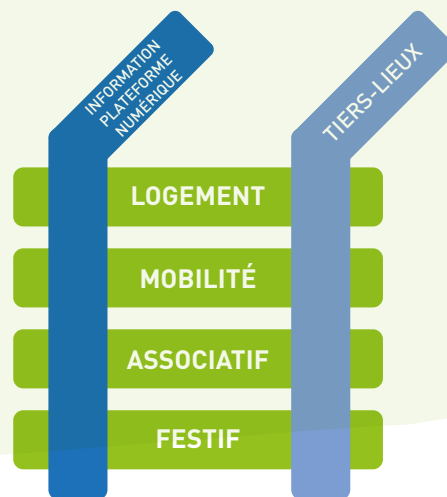 INFORMATION
PLATEFORME
NUMÉRIQUE
TIERS-LIEUX
LOGEMENT
MOBILITÉ
ASSOCIATIF
FESTIF